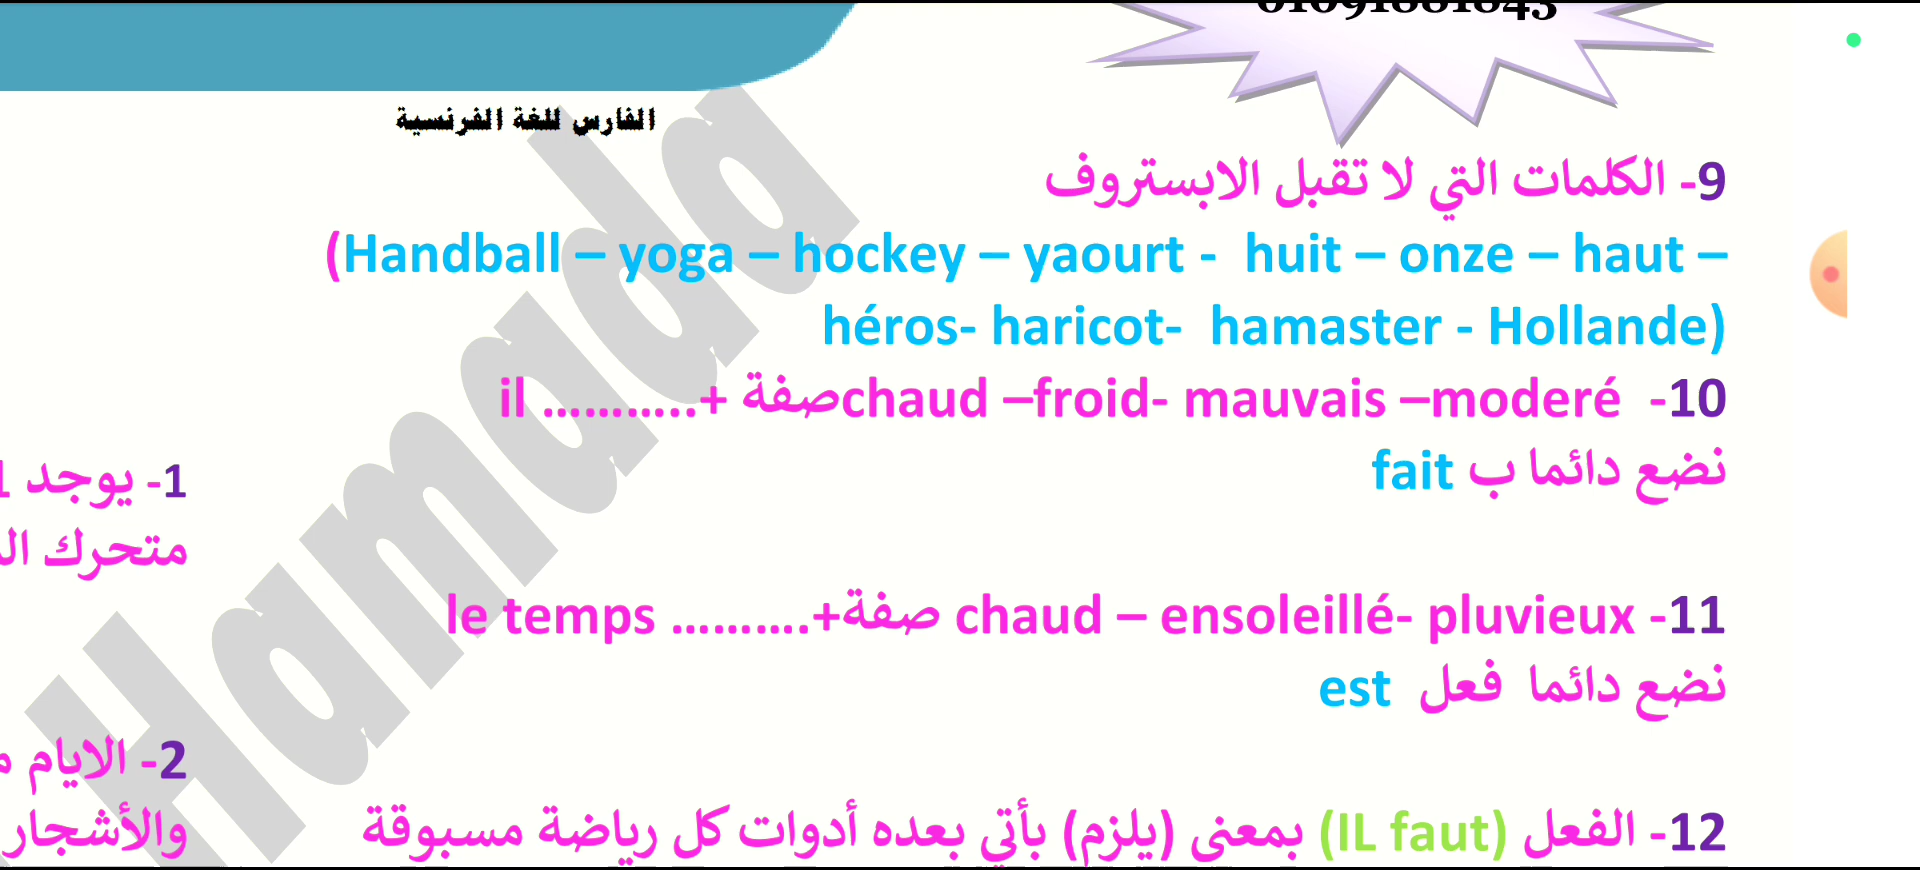 01091881843
الفارس للغة الفرنسية
9- الكلمات التي لا تقبل الابستروف
(Handball – yoga – hockey – yaourt - huit – onze – haut –
héros- haricot- hamaster - Hollande)
10- il ………..+ صفة chaud –froid- mauvais –moderé
نضع دائما ب fait
11- le temps ……….+صفة chaud – ensoleillé- pluvieux
نضع دائما فعل est
12- الفعل (IL faut) بمعنى (يلزم) بأتي بعده أدوات كل رياضة مسبوقة
1- يوجد
متحرك
2- الايام
والأشجار
Hamada